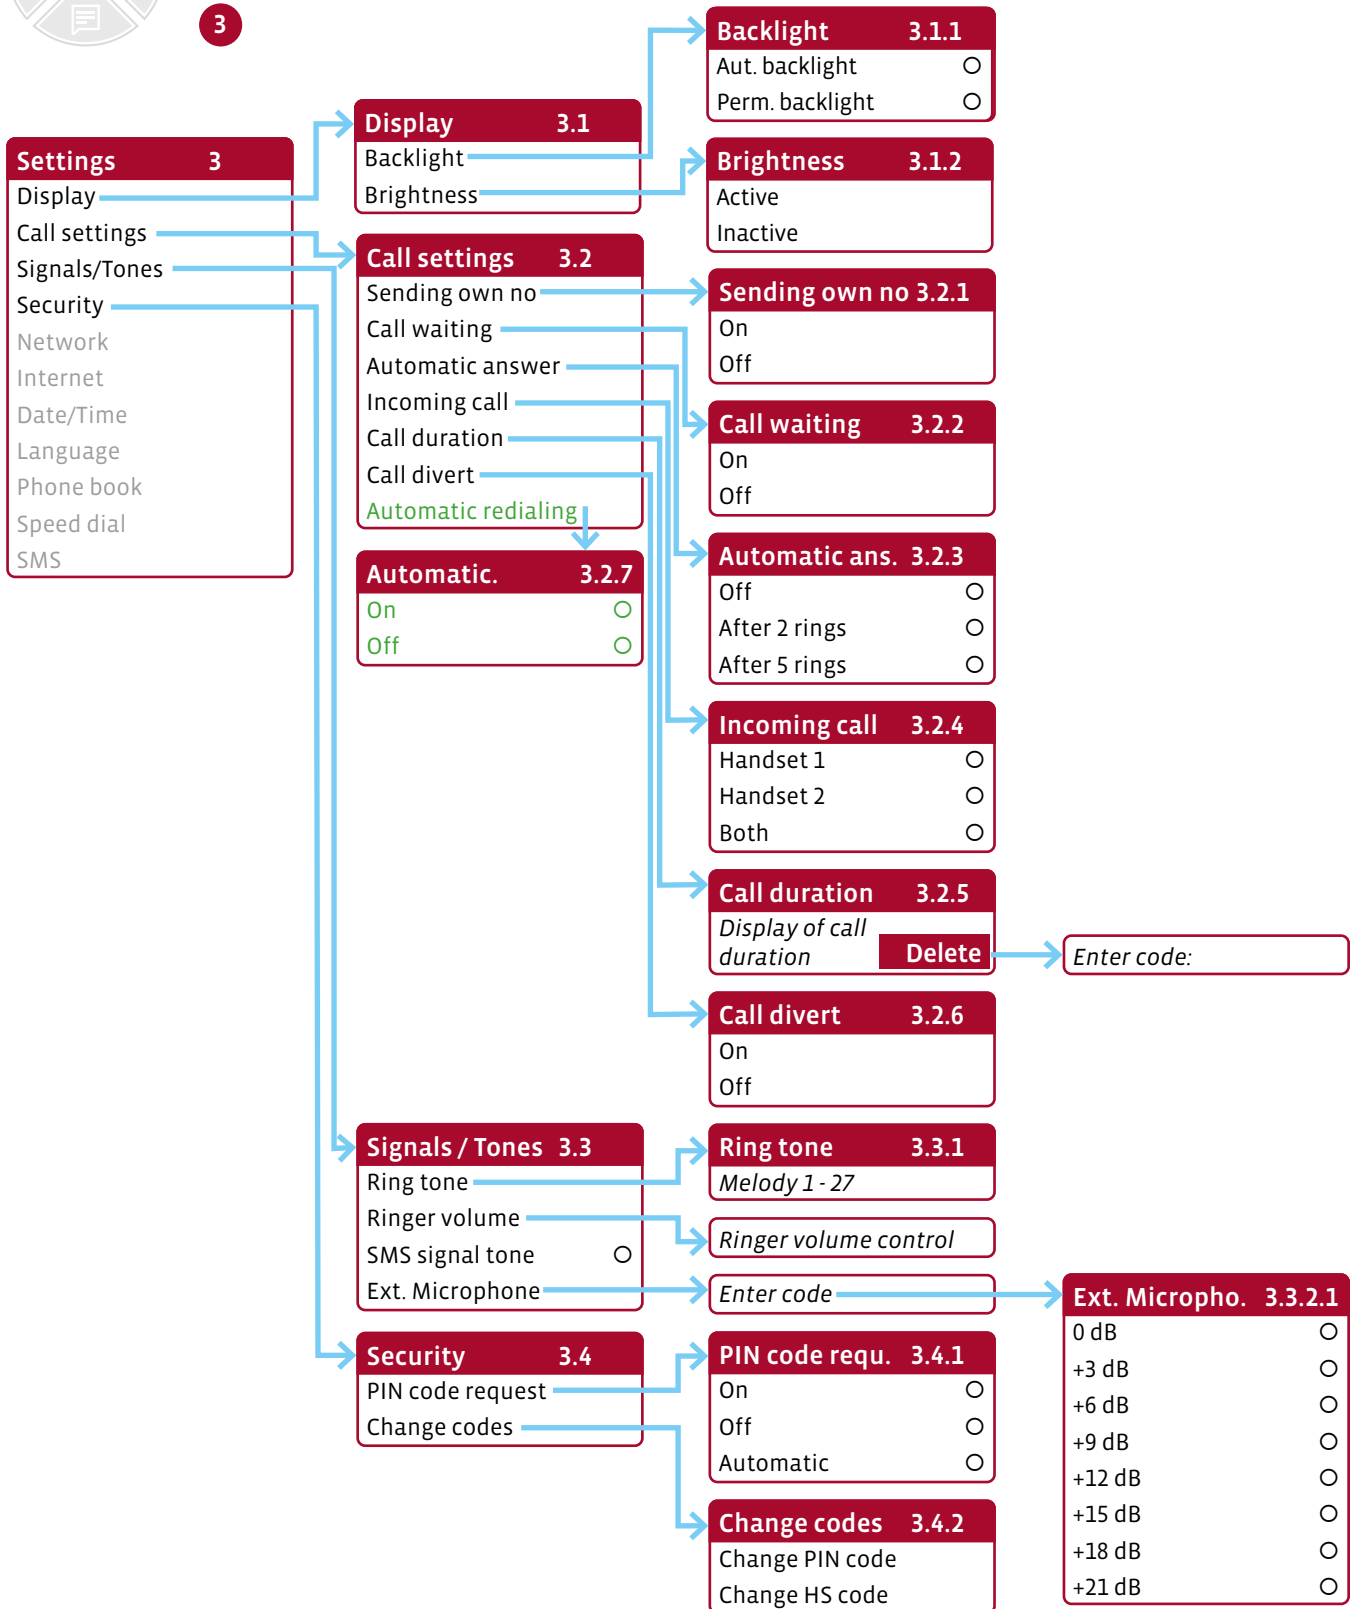 3
Settings 3
Display
Call settings
Signals/Tones
Security
Network
Internet
Date/Time
Language
Phone book
Speed dial
SMS
Display 3.1
Backlight
Brightness
Call settings 3.2
Sending own no
Call waiting
Automatic answer
Incoming call
Call duration
Call divert
Automatic redialing
Automatic. 3.2.7
On
Off
Signals / Tones 3.3
Ring tone
Ringer volume
SMS signal tone
Ext. Microphone
Security 3.4
PIN code request
Change codes
Backlight 3.1.1
Aut. backlight
Perm. backlight
Brightness 3.1.2
Active
Inactive
Sending own no 3.2.1
On
Off
Call waiting 3.2.2
On
Off
Automatic ans. 3.2.3
Off
After 2 rings
After 5 rings
Incoming call 3.2.4
Handset 1
Handset 2
Both
Call duration 3.2.5
Display of call
duration
Delete
Enter code:
Call divert 3.2.6
On
Off
Ring tone 3.3.1
Melody 1 - 27
Ringer volume control
Enter code
Ext. Micropho. 3.3.2.1
0 dB
+3 dB
+6 dB
+9 dB
+12 dB
+15 dB
+18 dB
+21 dB
PIN code requ. 3.4.1
On
Off
Automatic
Change codes 3.4.2
Change PIN code
Change HS code